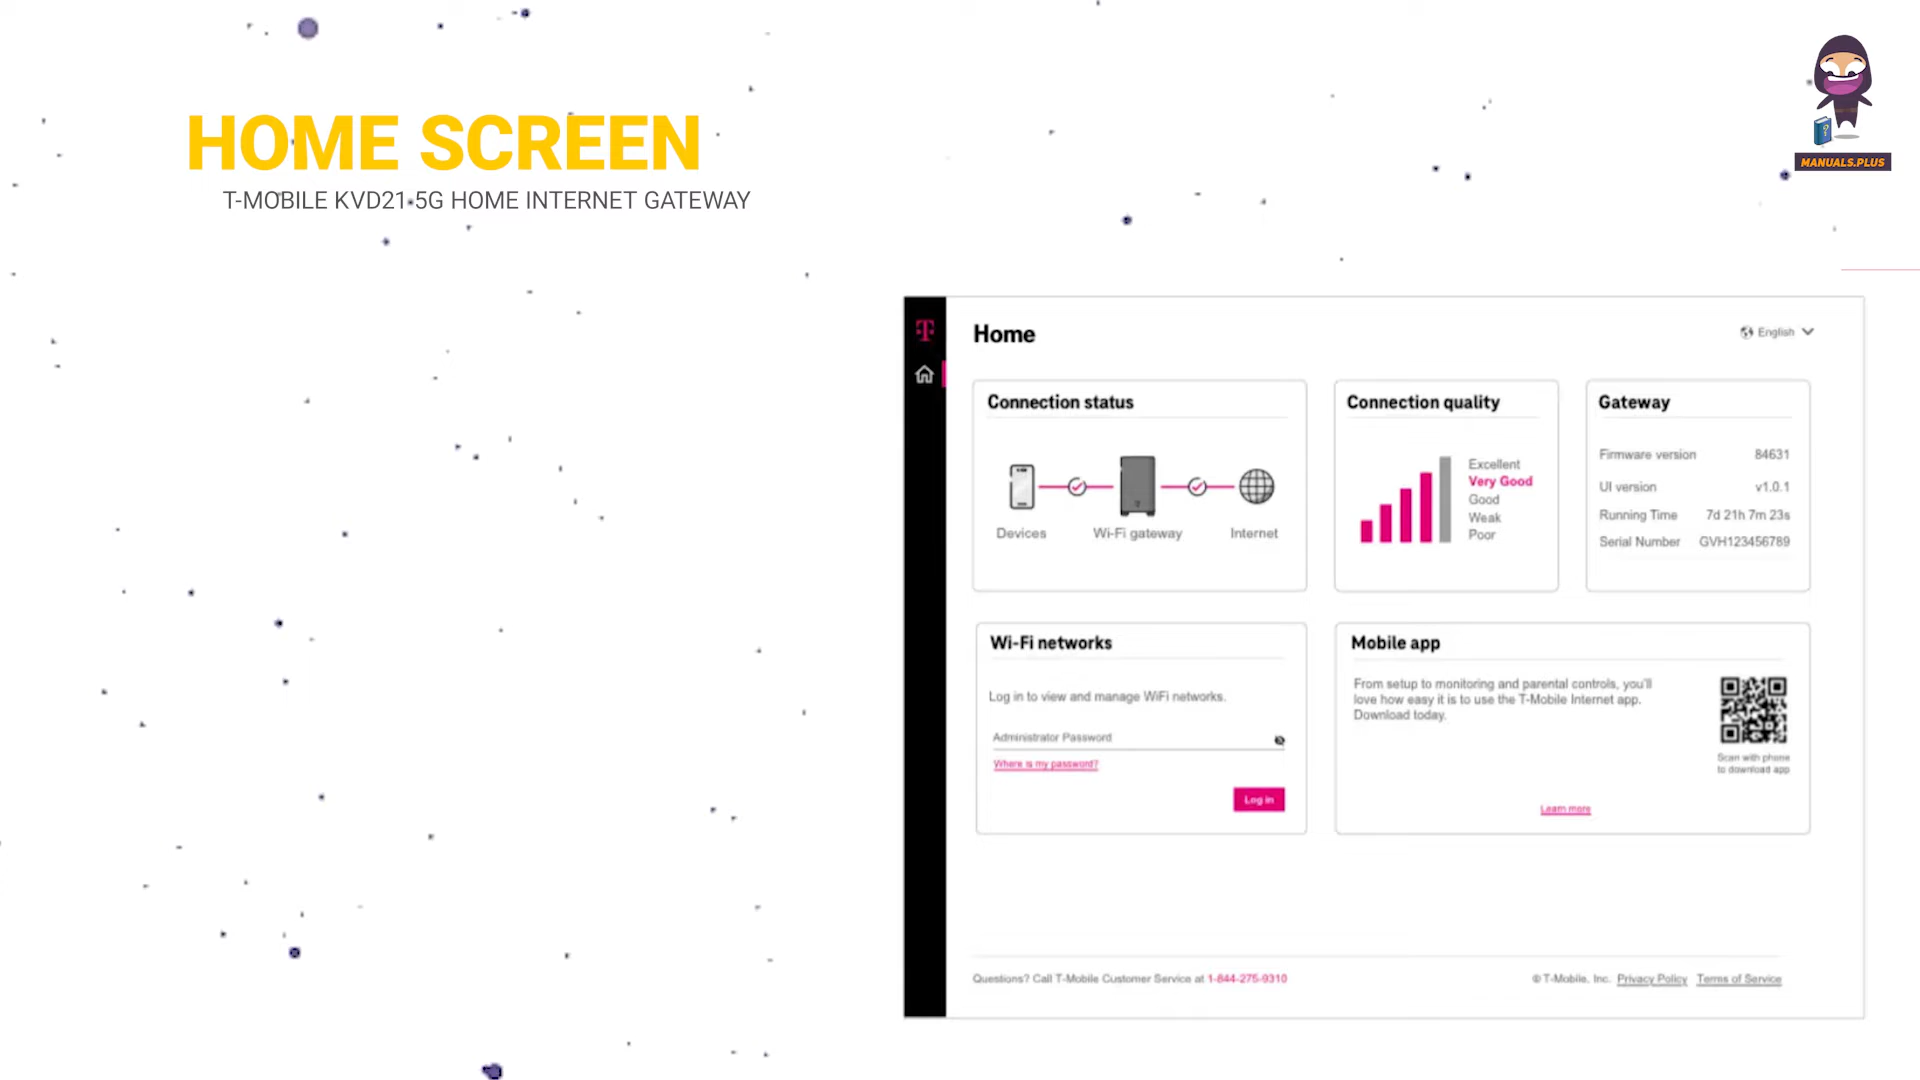 HOME SCREEN
T-MOBILE KVD21 5G HOME INTERNET GATEWAY
MANUALS.PLUS
Home
English
Connection status
Devices
Wi-Fi gateway
Internet
Connection quality
Excellent
Very Good
Good
Weak
Poor
Gateway
Firmware version 84631
UI version v1.0.1
Running Time 7d 21h 7m 23s
Serial Number GVH123456789
Wi-Fi networks
Log in to view and manage WiFi networks.
Administrator Password
Where is my password?
Log in
Mobile app
From setup to monitoring and parental controls, you'll
love how easy it is to use the T-Mobile Internet app.
Download today.
Scan with phone
to download app
Learn more
Questions? Call T-Mobile Customer Service at 1-844-275-9310
© T-Mobile, Inc. Privacy Policy Terms of Service